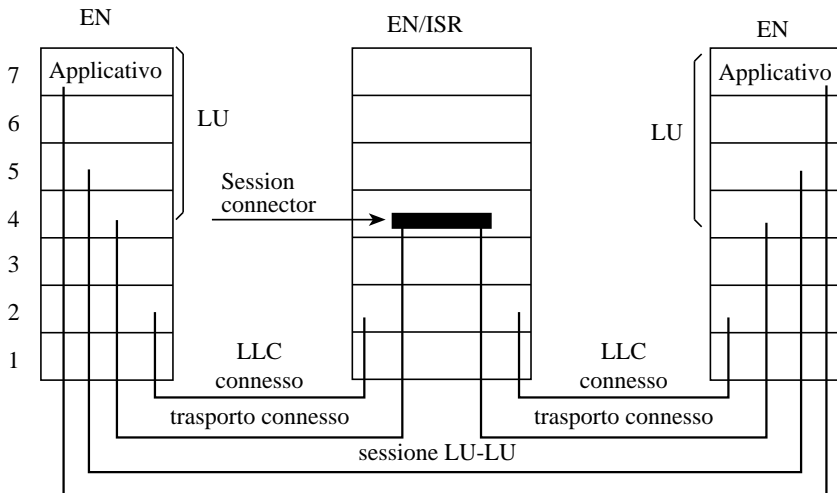 EN
EN/ISR
EN
7
Applicativo
Applicativo
6
LU
LU
5
Session
connector
4
3
2
1
LLC
connesso
LLC
connesso
trasporto connesso
trasporto connesso
sessione LU-LU